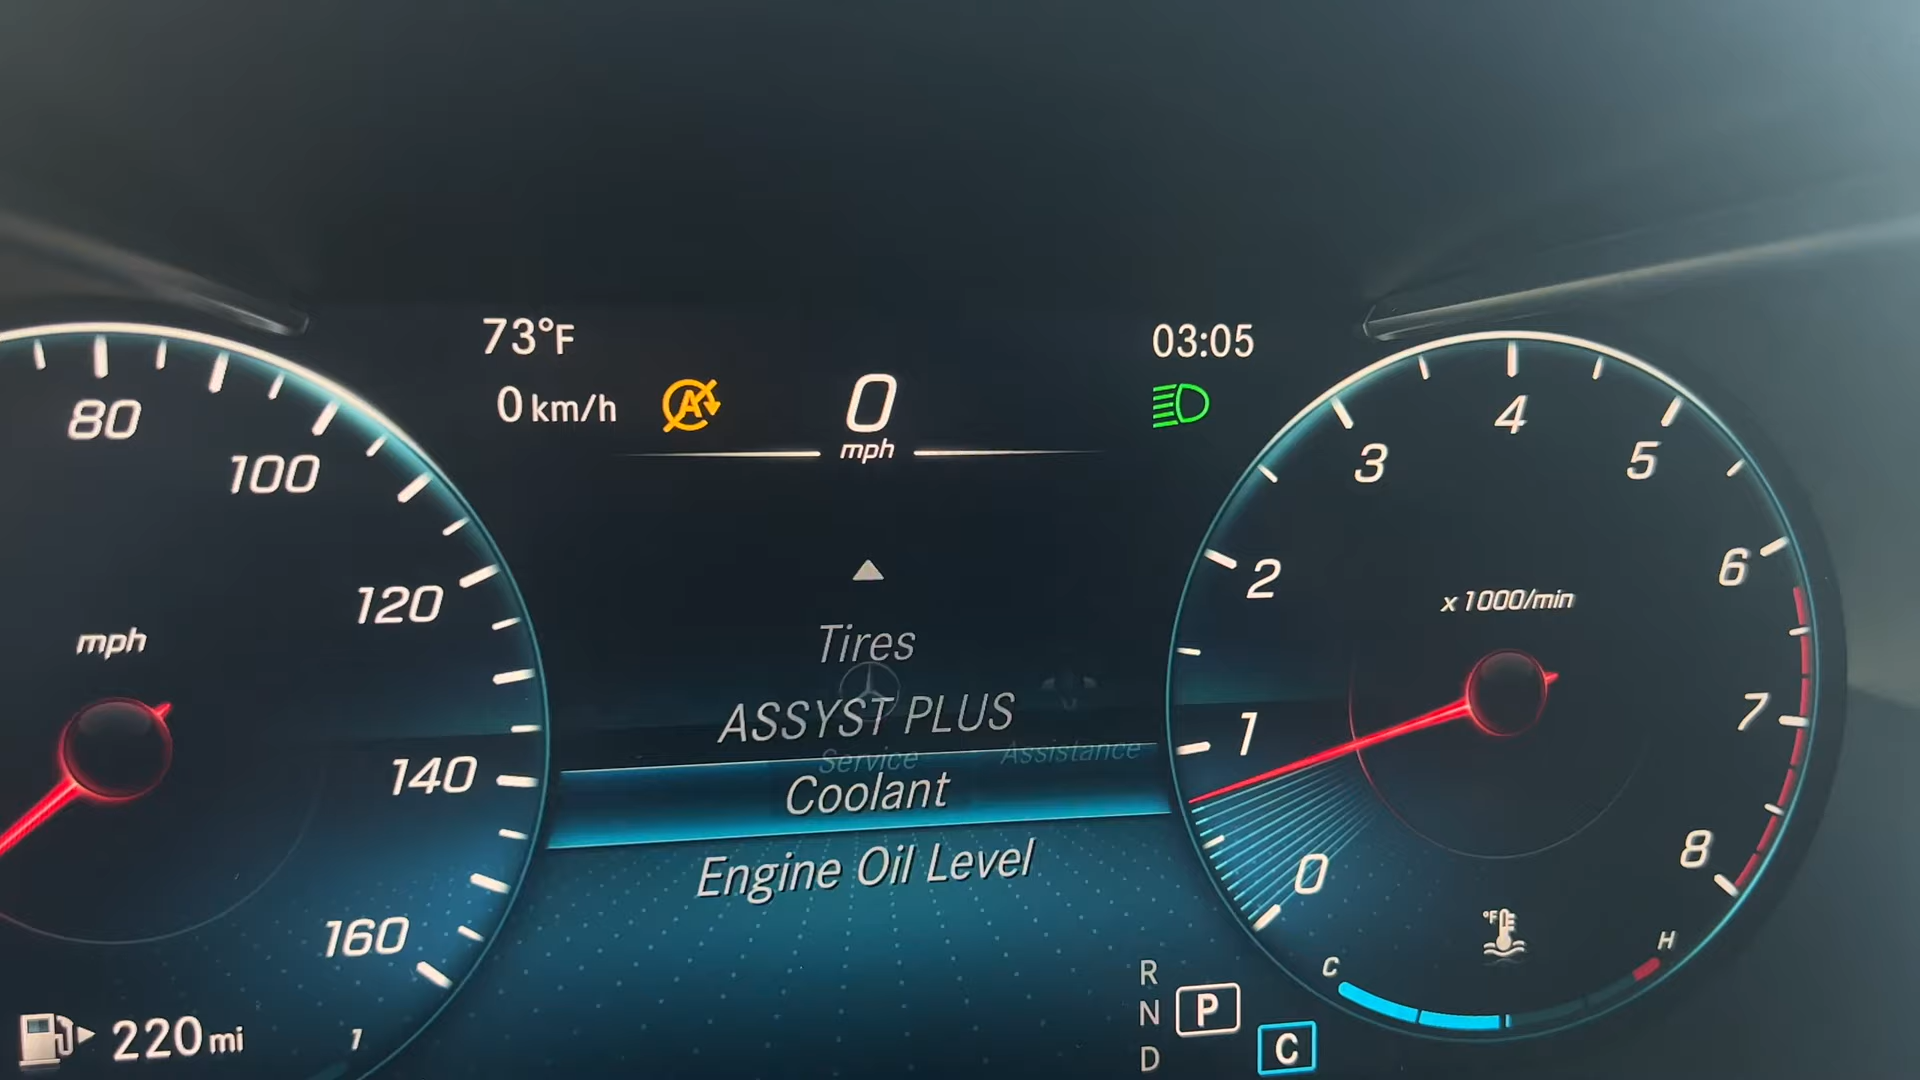 73°F
03:05
0 km/h
0
mph
80
100
120
140
160
mph
220 mi
1
Tires
ASSYST PLUS
Service
Assistance
Coolant
Engine Oil Level
0
1
2
3
4
5
6
7
8
x 1000/min
°F
C
H
R
N
P
D
C